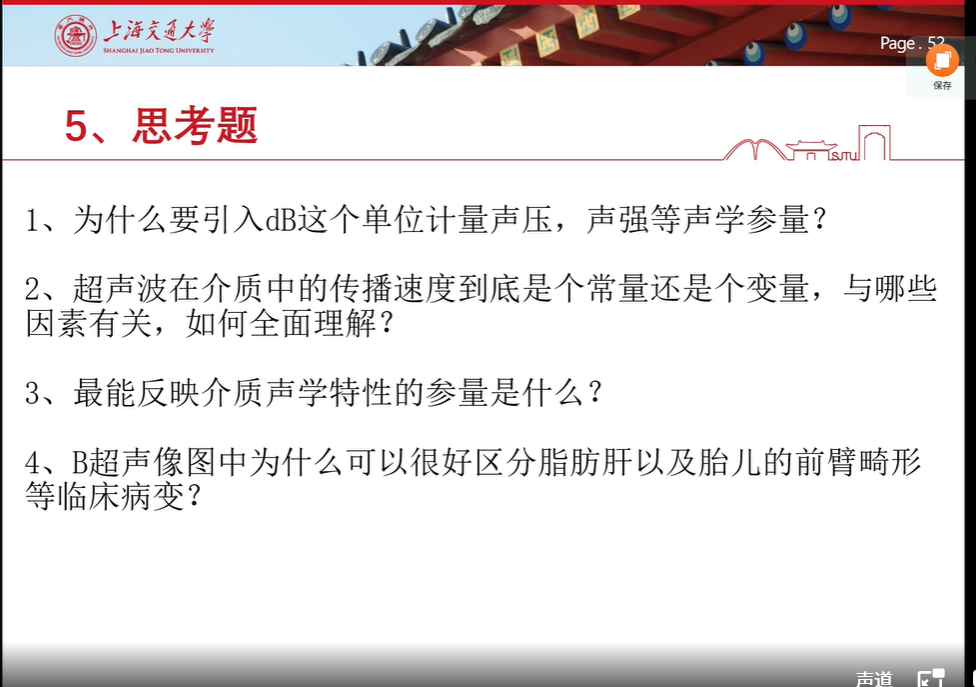 上海交通大学
SHANGHAI JIAO TONG UNIVERSITY
Page . 52
保存
5、思考题
1、为什么要引入dB这个单位计量声压，声强等声学参量？
2、超声波在介质中的传播速度到底是个常量还是个变量，与哪些
因素有关，如何全面理解？
3、最能反映介质声学特性的参量是什么？
4、B超声像图中为什么可以很好区分脂肪肝以及胎儿的前臂畸形
等临床病变？
声道